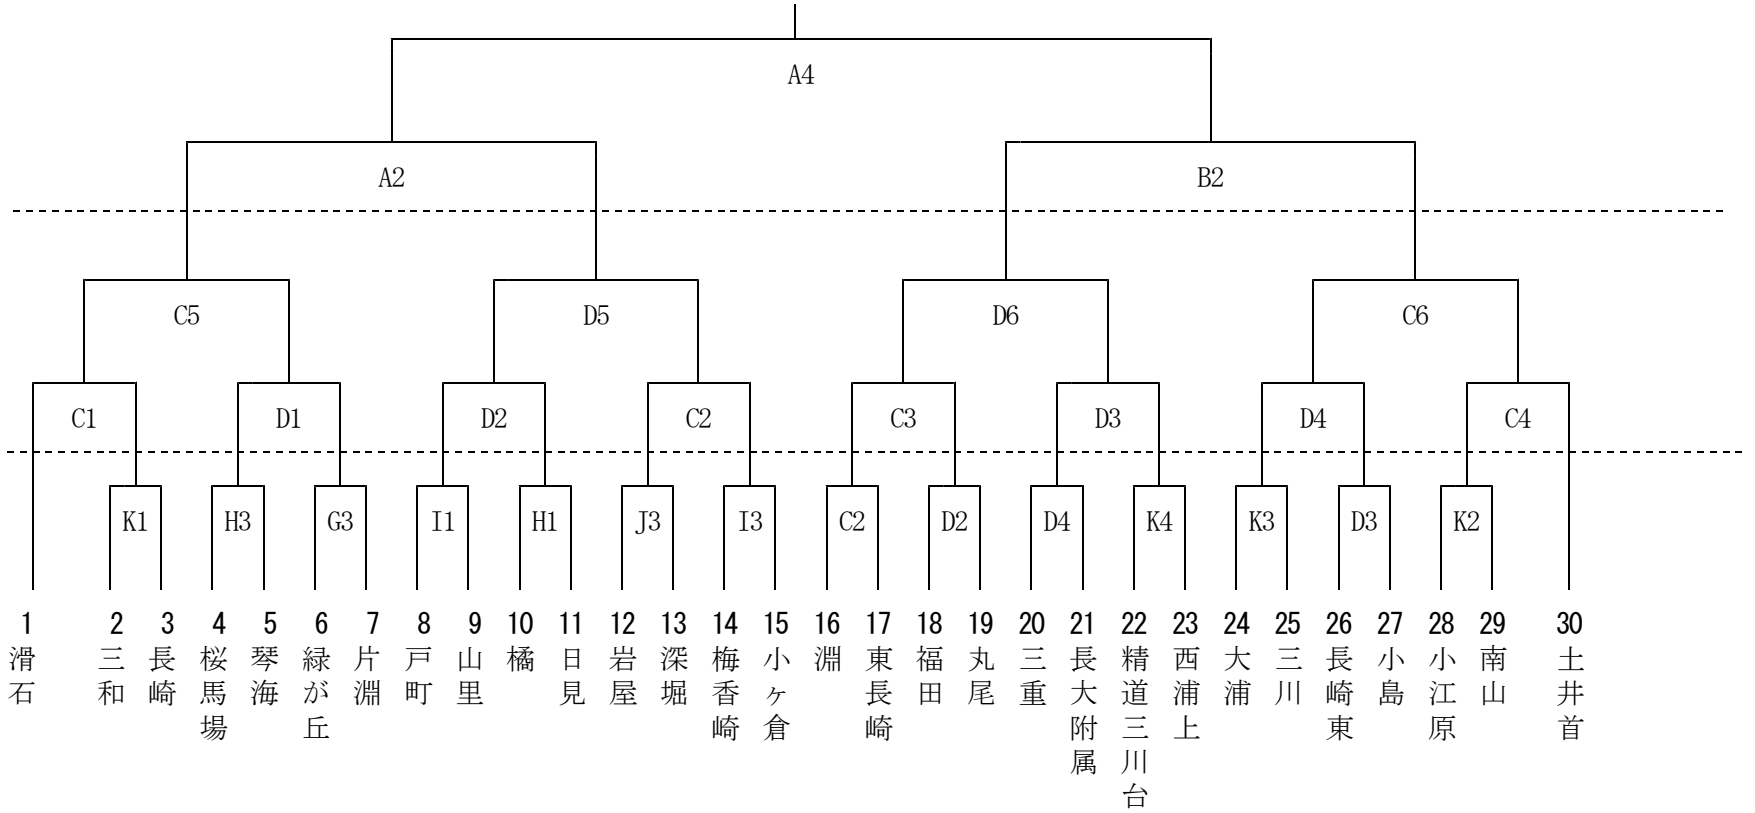 A4
A2 B2
C5 D5 D6 C6
C1 D1 D2 C2 C3 D3 D4 C4
K1 H3 G3 I1 H1 J3 I3 C2 D2 D4 K4 K3 D3 K2
1 2 3 4 5 6 7 8 9 10 11 12 13 14 15 16 17 18 19 20 21 22 23 24 25 26 27 28 29 30
滑石
三和
長崎
桜馬場
琴海
緑が丘
片淵
戸町
山里
橘
日見
岩屋
深堀
梅香崎
小ヶ倉
淵
東長崎
福田
丸尾
三重
長大附属
精道三川台
西浦上
大浦
三川
長崎東
小島
小江原
南山
土井首